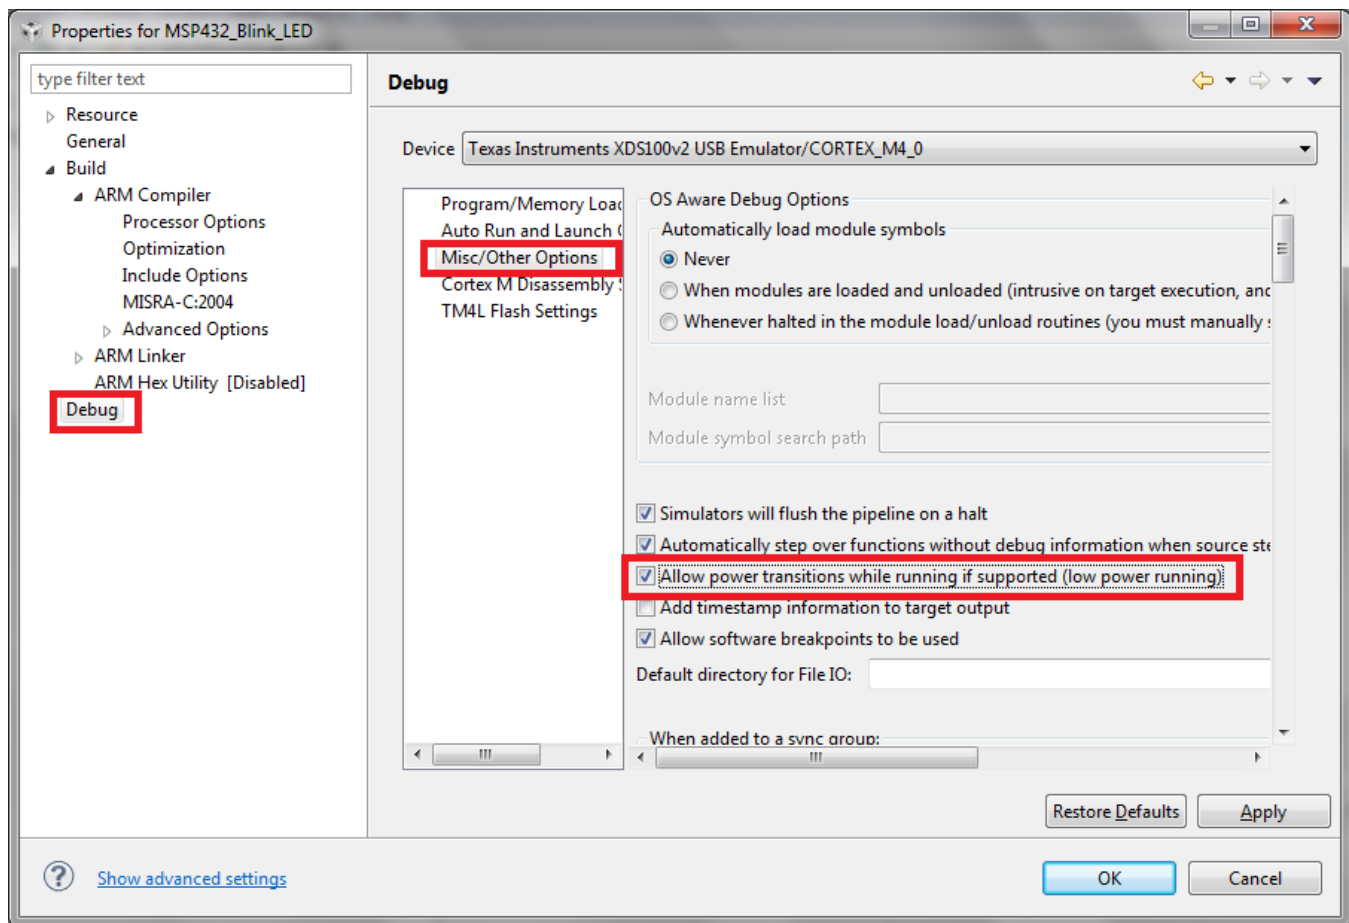 Properties for MSP432_Blink_LED
type filter text
Resource
General
Build
ARM Compiler
Processor Options
Optimization
Include Options
MISRA-C:2004
Advanced Options
ARM Linker
ARM Hex Utility [Disabled]
Debug
Debug
Device Texas Instruments XDS100v2 USB Emulator/CORTEX_M4_0
Program/Memory Load
Auto Run and Launch
Misc/Other Options
Cortex M Disassembly
TM4L Flash Settings
OS Aware Debug Options
Automatically load module symbols
Never
When modules are loaded and unloaded (intrusive on target execution, and
Whenever halted in the module load/unload routines (you must manually
Module name list
Module symbol search path
Simulators will flush the pipeline on a halt
Automatically step over functions without debug information when source ste
Allow power transitions while running if supported (low power running)
Add timestamp information to target output
Allow software breakpoints to be used
Default directory for File IO:
When added to a sync group:
Restore Defaults
Apply
? Show advanced settings
OK
Cancel